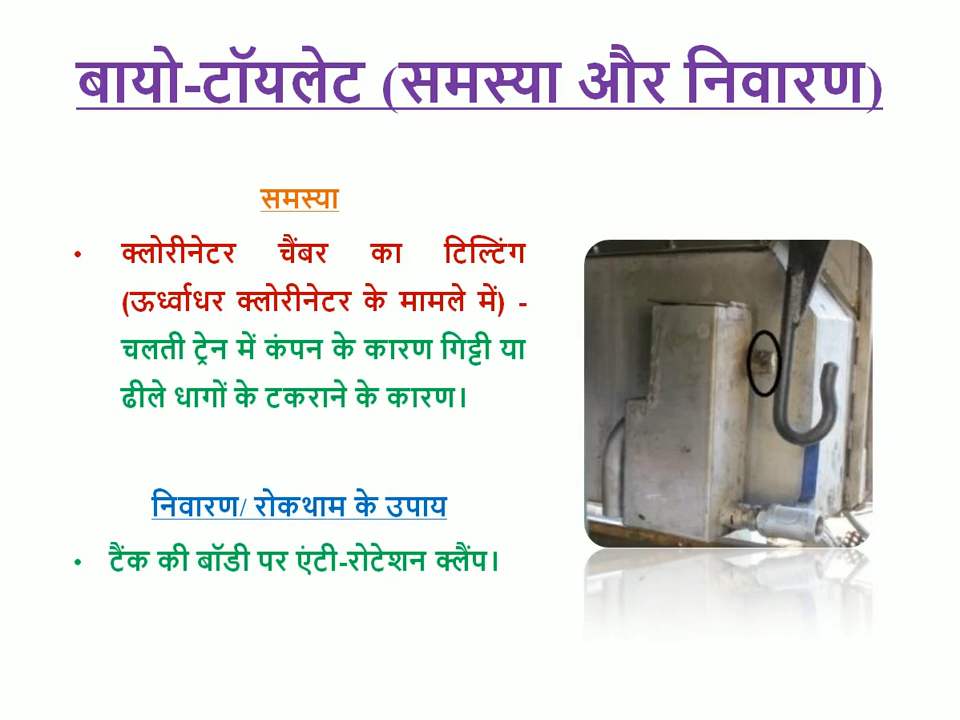 बायो-टॉयलेट (समस्या और निवारण)
समस्या
• क्लोरीनेटर चैंबर का टिल्टिंग
(ऊर्ध्वाधर क्लोरीनेटर के मामले में) -
चलती ट्रेन में कंपन के कारण गिट्टी या
ढीले धागों के टकराने के कारण।
निवारण/ रोकथाम के उपाय
• टैंक की बॉडी पर एंटी-रोटेशन क्लैंप।